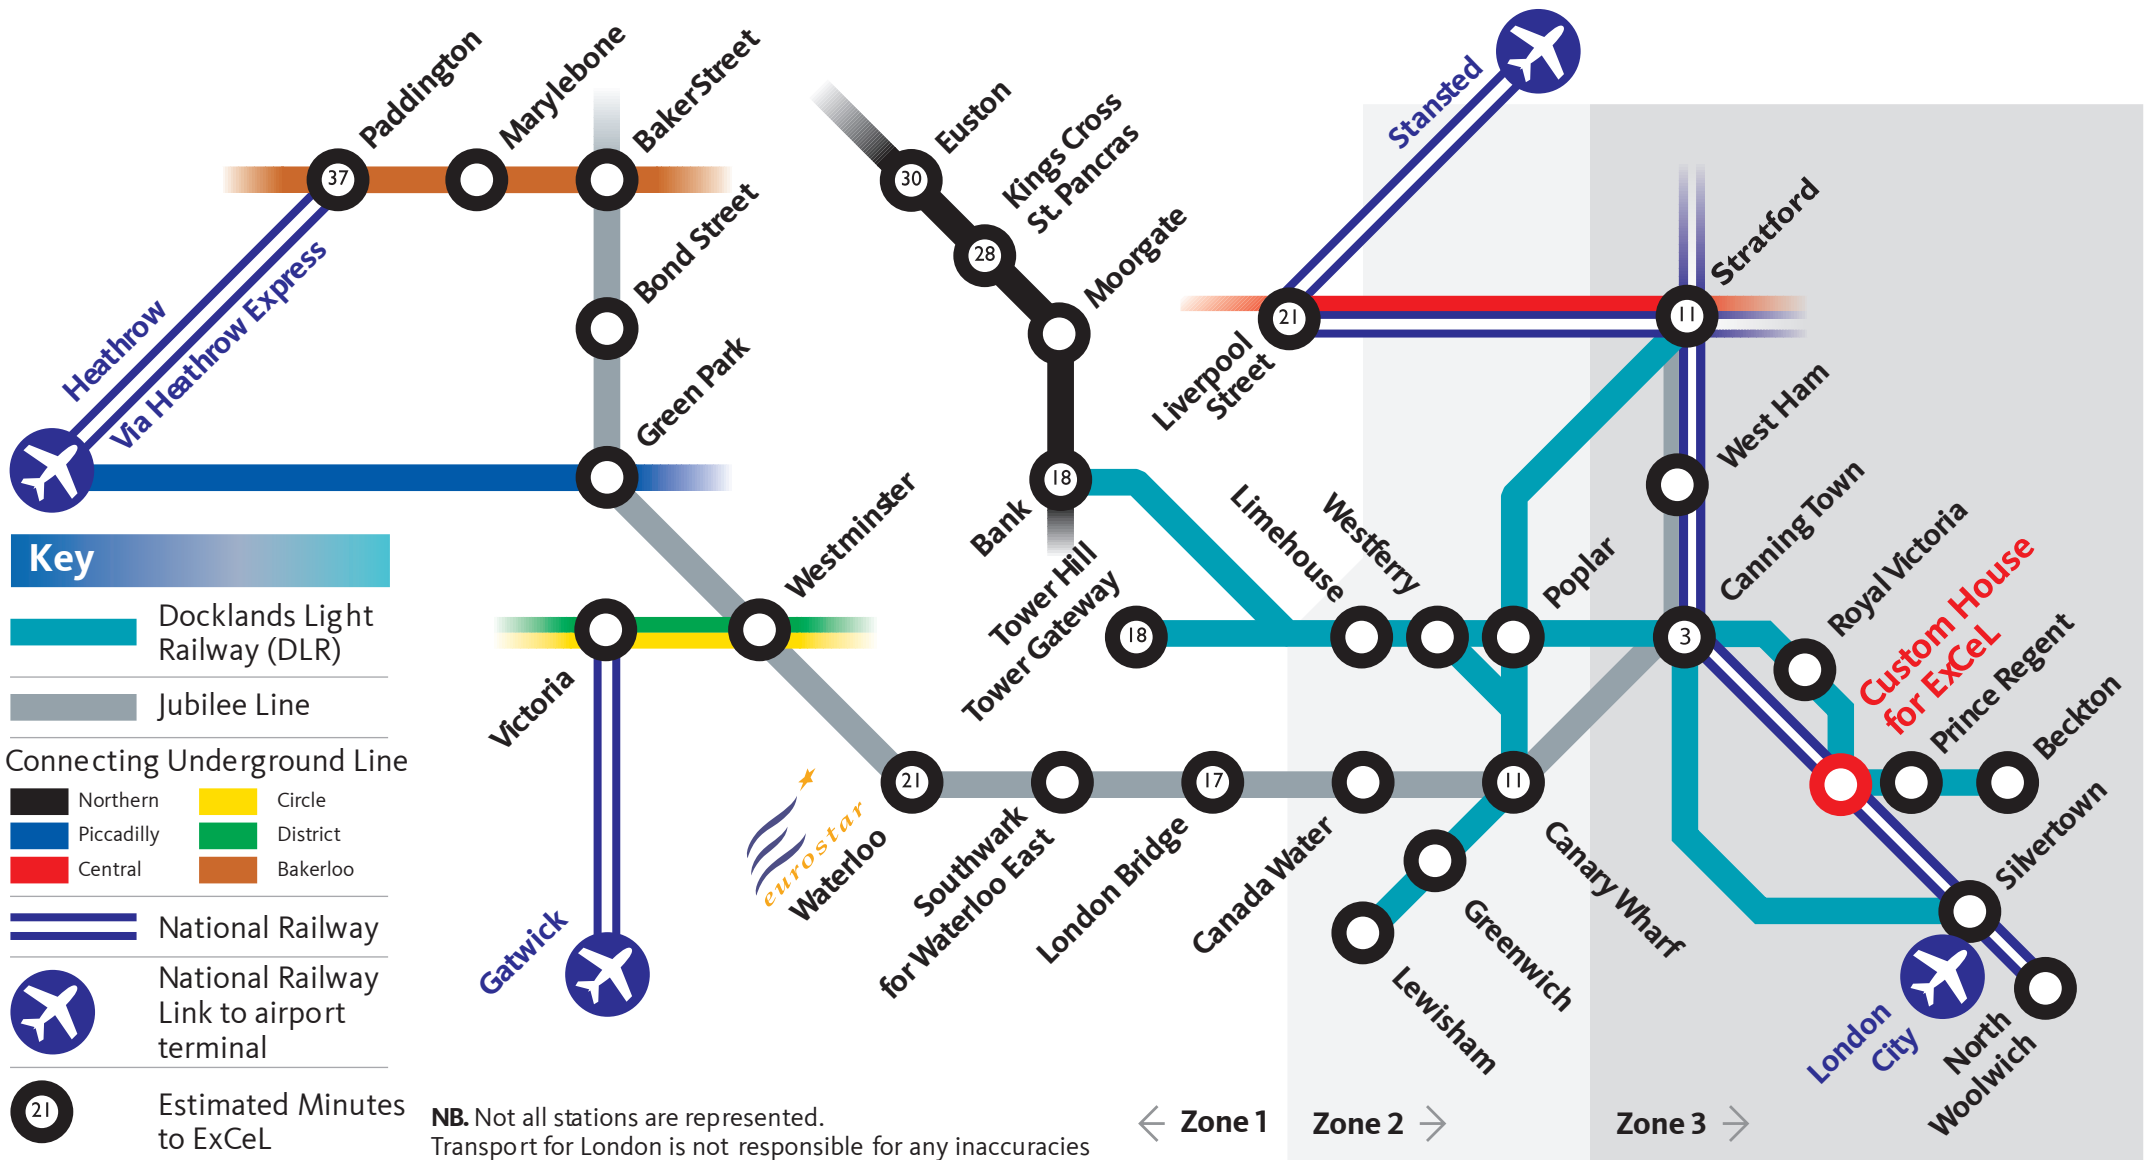 Paddington
37
Marylebone
BakerStreet
Bond Street
Green Park
Heathrow
Via Heathrow Express
Euston
30
Kings Cross
St. Pancras
28
Moorgate
Bank
18
Stansted
Liverpool
Street
21
Stratford
11
West Ham
Canning Town
3
Royal Victoria
Custom House
for ExCeL
Prince Regent
Beckton
Silvertown
London
City
North
Woolwich
Limehouse
Westferry
Poplar
Tower Hill
Tower Gateway
18
Westminster
Victoria
Gatwick
eurostar
Waterloo
21
Southwark
for Waterloo East
London Bridge
17
Canada Water
Canary Wharf
11
Greenwich
Lewisham
Key
Docklands Light
Railway (DLR)
Jubilee Line
Connecting Underground Line
Northern
Circle
Piccadilly
District
Central
Bakerloo
National Railway
National Railway
Link to airport
terminal
21
Estimated Minutes
to ExCeL
NB. Not all stations are represented.
Transport for London is not responsible for any inaccuracies
Zone 1
Zone 2
Zone 3